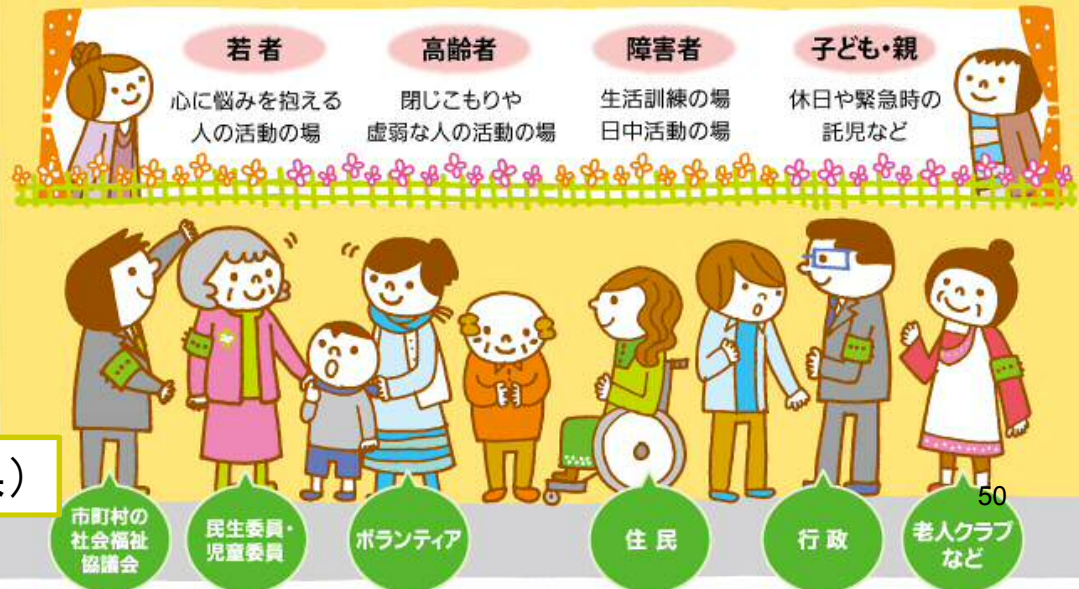 若者
心に悩みを抱える
人の活動の場
高齢者
閉じこもりや
虚弱な人の活動の場
障害者
生活訓練の場
日中活動の場
子ども・親
休日や緊急時の
託児など
)
市町村の
社会福祉
協議会
民生委員・
児童委員
ボランティア
住民
行政
老人クラブ
など
50